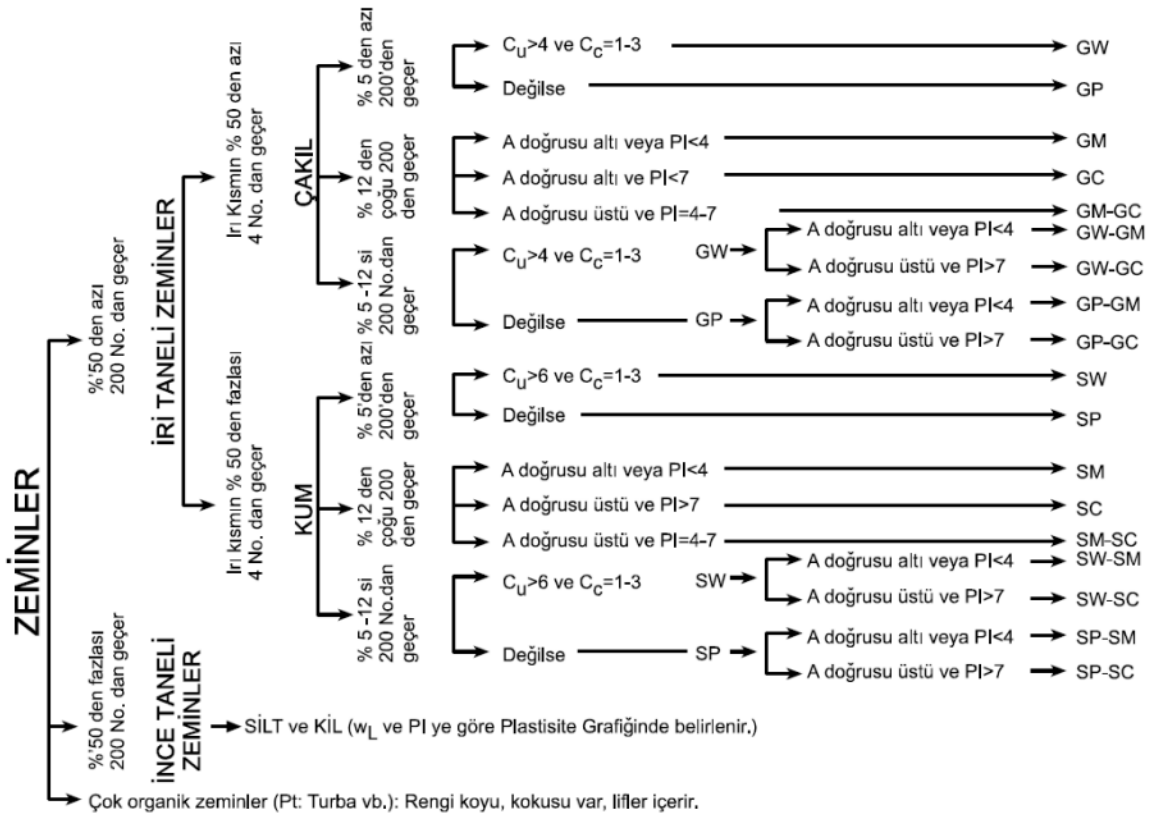 ZEMİNLER
%'50 den azı
200 No. dan geçer
İRİ TANELİ ZEMİNLER
Irı Kısmın % 50 den azı
4 No. dan geçer
ÇAKIL
% 5 den azı
200'den
geçer
Cu>4 ve Cc=1-3
GW
Değilse
GP
% 12 den
çoğu 200
den geçer
A doğrusu altı veya PI<4
GM
A doğrusu altı ve PI<7
GC
A doğrusu üstü ve PI=4-7
GM-GC
% 5 -12 si
200 No.dan
geçer
Cu>4 ve Cc=1-3
GW
A doğrusu altı veya PI<4
GW-GM
A doğrusu üstü ve PI>7
GW-GC
Değilse
GP
A doğrusu altı veya PI<4
GP-GM
A doğrusu üstü ve PI>7
GP-GC
Irı kısmın % 50 den fazlası
4 No. dan geçer
KUM
% 5'den azı
200'den
geçer
Cu>6 ve Cc=1-3
SW
Değilse
SP
% 12 den
çoğu 200
den geçer
A doğrusu altı veya PI<4
SM
A doğrusu üstü ve PI>7
SC
A doğrusu üstü ve PI=4-7
SM-SC
% 5 -12 si
200 No.dan
geçer
Cu>6 ve Cc=1-3
SW
A doğrusu altı veya PI<4
SW-SM
A doğrusu üstü ve PI>7
SW-SC
Değilse
SP
A doğrusu altı veya PI<4
SP-SM
A doğrusu üstü ve PI>7
SP-SC
%'50 den fazlası
200 No. dan geçer
İNCE TANELİ
ZEMİNLER
SİLT ve KİL (wL ve PI ye göre Plastisite Grafiğinde belirlenir.)
Çok organik zeminler (Pt: Turba vb.): Rengi koyu, kokusu var, lifler içerir.